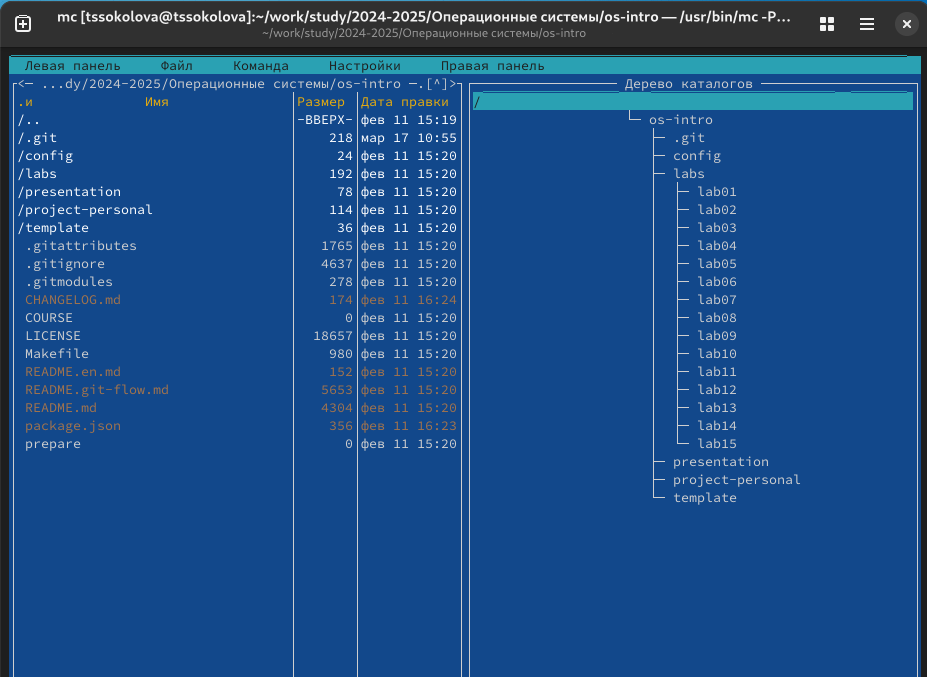 mc [tssokolova@tssokolova]:~/work/study/2024-2025/Операционные системы/os-intro — /usr/bin/mc -P…
~/work/study/2024-2025/Операционные системы/os-intro
Левая панель Файл Команда Настройки Правая панель
<— ...dy/2024-2025/Операционные системы/os-intro —.[^]>
.и Имя Размер Дата правки
/.. -ВВЕРХ- фев 11 15:19
/.git 218 мар 17 10:55
/config 24 фев 11 15:20
/labs 192 фев 11 15:20
/presentation 78 фев 11 15:20
/project-personal 114 фев 11 15:20
/template 36 фев 11 15:20
.gitattributes 1765 фев 11 15:20
.gitignore 4637 фев 11 15:20
.gitmodules 278 фев 11 15:20
CHANGELOG.md 174 фев 11 16:24
COURSE 0 фев 11 15:20
LICENSE 18657 фев 11 15:20
Makefile 980 фев 11 15:20
README.en.md 152 фев 11 15:20
README.git-flow.md 5653 фев 11 15:20
README.md 4304 фев 11 15:20
package.json 356 фев 11 16:23
prepare 0 фев 11 15:20
Дерево каталогов
/
os-intro
.git
config
labs
lab01
lab02
lab03
lab04
lab05
lab06
lab07
lab08
lab09
lab10
lab11
lab12
lab13
lab14
lab15
presentation
project-personal
template